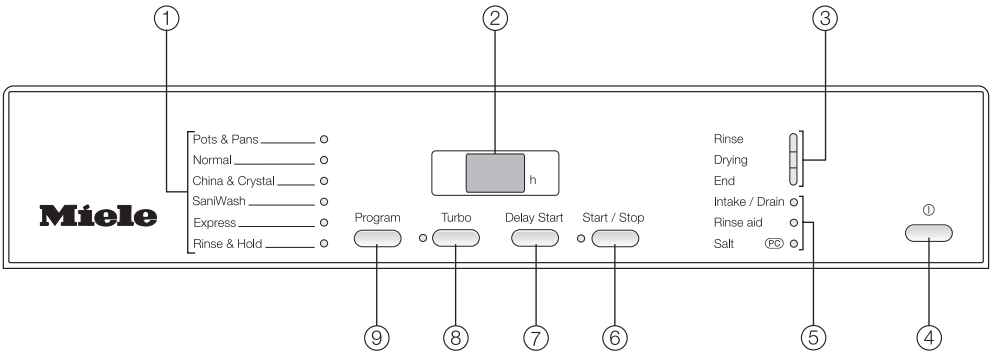 1 2 3
Pots & Pans
Normal
China & Crystal
SaniWash
Express
Rinse & Hold
Miele
h
Program
Turbo
Delay Start
Start / Stop
Rinse
Drying
End
Intake / Drain
Rinse aid
Salt PC
9 8 7 6 5 4